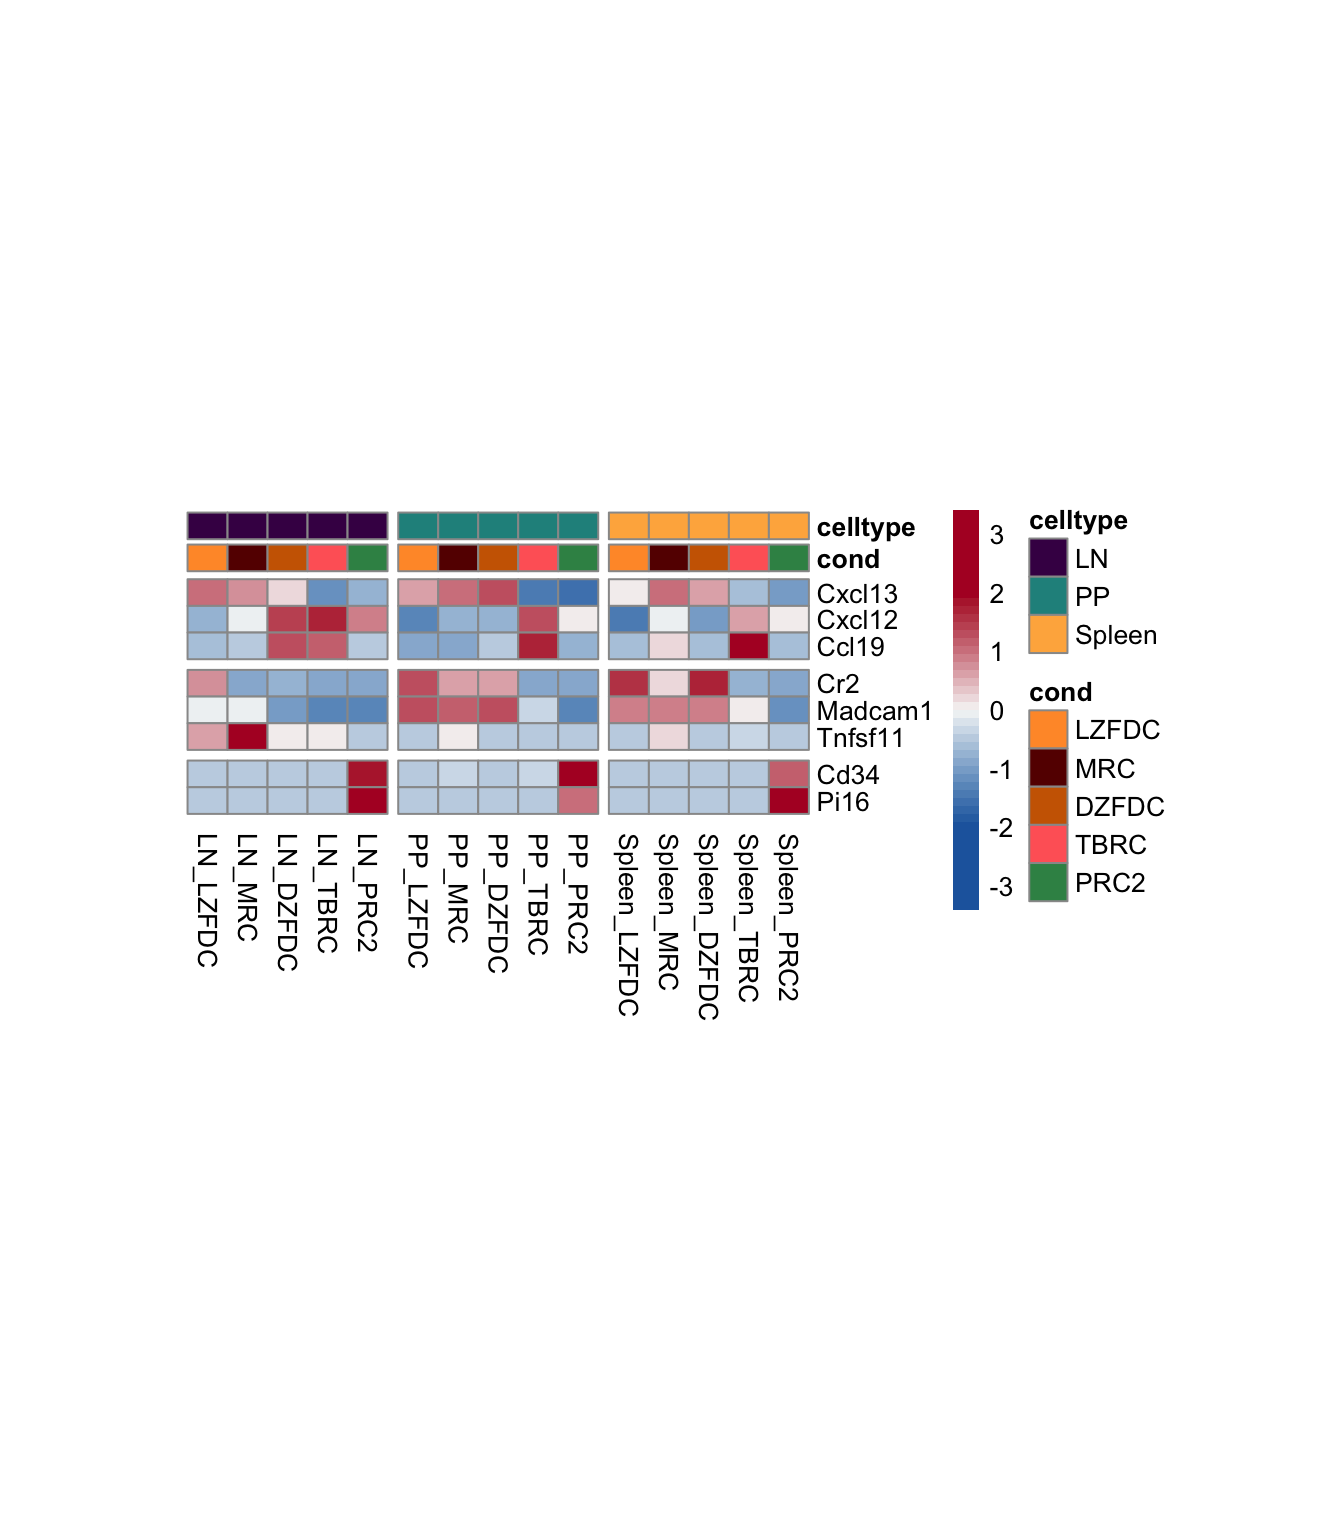 celltype
cond
Cxcl13
Cxcl12
Ccl19
Cr2
Madcam1
Tnfsf11
Cd34
Pi16
LN_LZFDC
LN_MRC
LN_DZFDC
LN_TBRC
LN_PRC2
PP_LZFDC
PP_MRC
PP_DZFDC
PP_TBRC
PP_PRC2
Spleen_LZFDC
Spleen_MRC
Spleen_DZFDC
Spleen_TBRC
Spleen_PRC2
3
2
1
0
-1
-2
-3
celltype
LN
PP
Spleen
cond
LZFDC
MRC
DZFDC
TBRC
PRC2